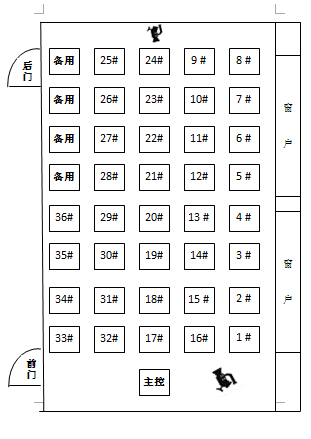 后门
备用 25# 24# 9 # 8 #
备用 26# 23# 10# 7 #
窗户
备用 27# 22# 11# 6 #
备用 28# 21# 12# 5 #
36# 29# 20# 13 # 4 #
35# 30# 19# 14# 3 #
窗户
34# 31# 18# 15 # 2 #
33# 32# 17# 16# 1 #
前门
主控